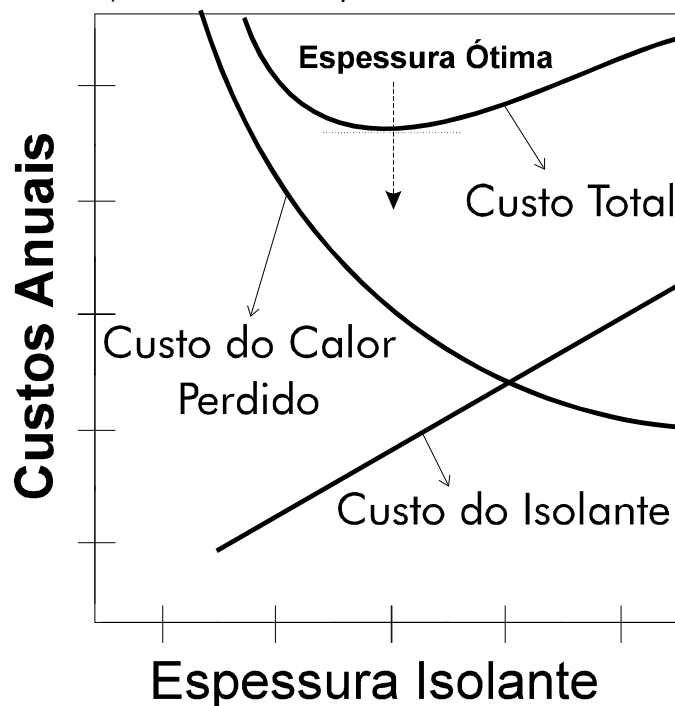 Espessura Ótima
Custo Total
Custo do Calor
Perdido
Custo do Isolante
Custos Anuais
Espessura Isolante